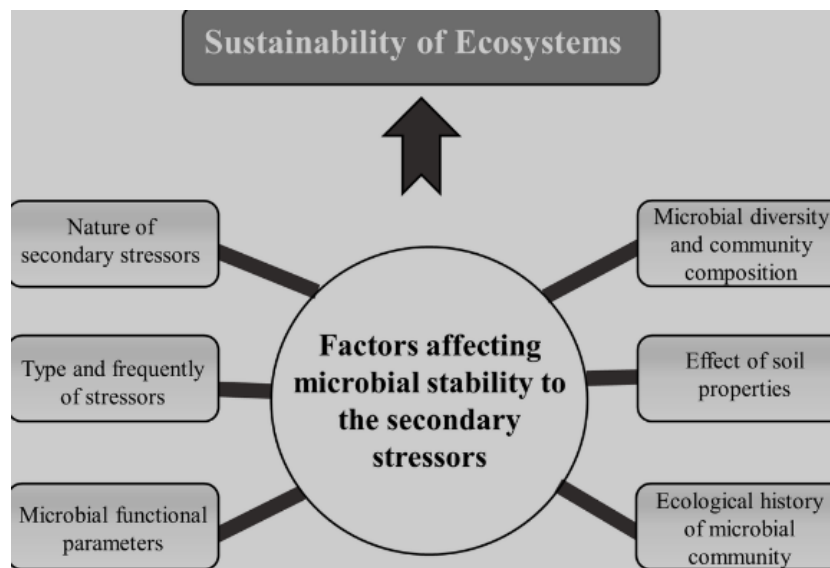 Sustainability of Ecosystems
Nature of
secondary stressors
Type and frequently
of stressors
Microbial functional
parameters
Factors affecting
microbial stability to
the secondary
stressors
Microbial diversity
and community
composition
Effect of soil
properties
Ecological history
of microbial
community